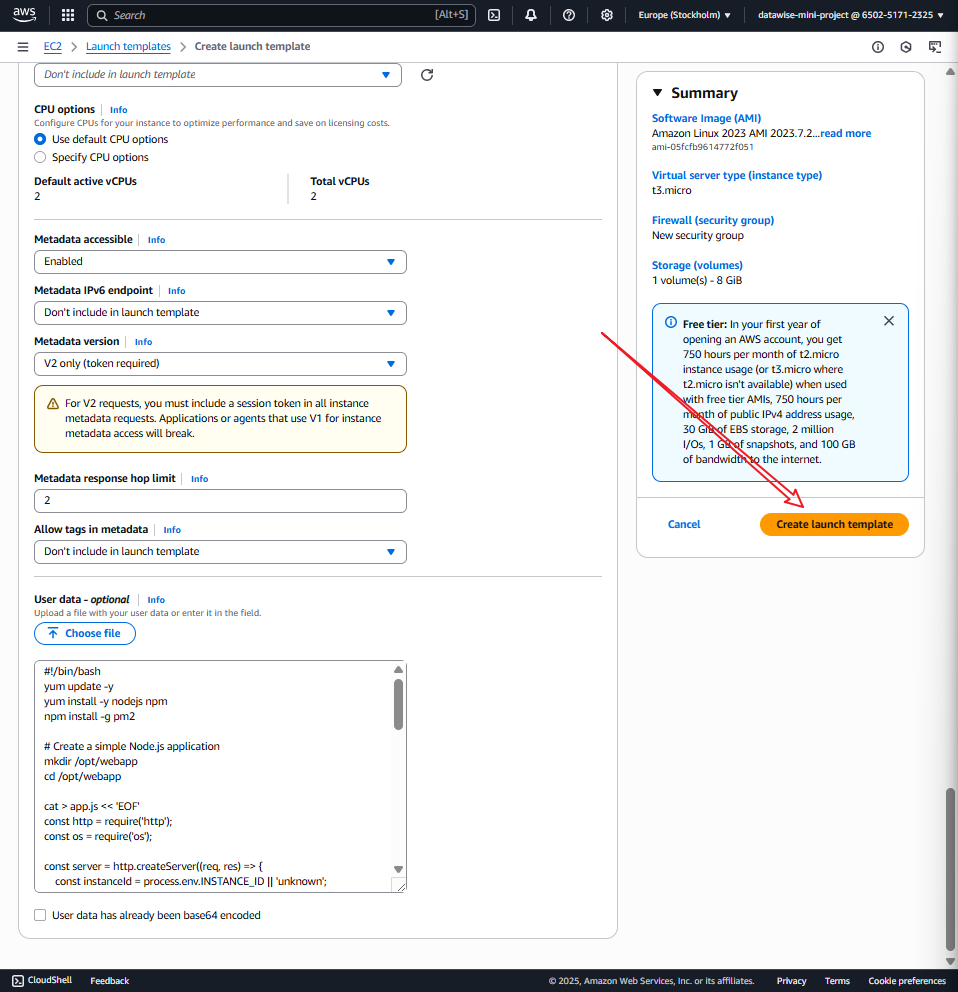 aws
Search
[Alt+S]
Europe (Stockholm)
datawise-mini-project @ 6502-5171-2325
EC2
Launch templates
Create launch template
Don't include in launch template
CPU options
Info
Configure CPUs for your instance to optimize performance and save on licensing costs.
Use default CPU options
Specify CPU options
Default active vCPUs
2
Total vCPUs
2
Metadata accessible
Info
Enabled
Metadata IPv6 endpoint
Info
Don't include in launch template
Metadata version
Info
V2 only (token required)
For V2 requests, you must include a session token in all instance
metadata requests. Applications or agents that use V1 for instance
metadata access will break.
Metadata response hop limit
Info
2
Allow tags in metadata
Info
Don't include in launch template
User data - optional
Info
Upload a file with your user data or enter it in the field.
Choose file
#!/bin/bash
yum update -y
yum install -y nodejs npm
npm install -g pm2
# Create a simple Node.js application
mkdir /opt/webapp
cd /opt/webapp
cat > app.js << 'EOF'
const http = require('http');
const os = require('os');
const server = http.createServer((req, res) => {
const instanceId = process.env.INSTANCE_ID || 'unknown';
User data has already been base64 encoded
Summary
Software Image (AMI)
Amazon Linux 2023 AMI 2023.7.2...read more
ami-05fcfb9614772f051
Virtual server type (instance type)
t3.micro
Firewall (security group)
New security group
Storage (volumes)
1 volume(s) - 8 GiB
Free tier: In your first year of
opening an AWS account, you get
750 hours per month of t2.micro
instance usage (or t3.micro where
t2.micro isn't available) when used
with free tier AMIs, 750 hours per
month of public IPv4 address usage,
30 GiB of EBS storage, 2 million
I/Os, 1 GB of snapshots, and 100 GB
of bandwidth to the internet.
Cancel
Create launch template
CloudShell
Feedback
© 2025, Amazon Web Services, Inc. or its affiliates.
Privacy
Terms
Cookie preferences